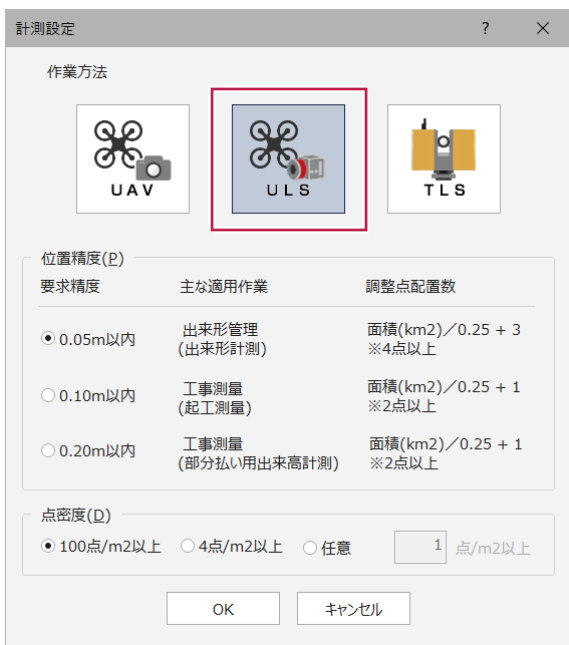 計測設定 ? ×
作業方法
UAV ULS TLS
位置精度(P)
要求精度 主な適用作業 調整点配置数
0.05m以内 出来形管理 面積(km2)／0.25 + 3
(出来形計測) ※4点以上
0.10m以内 工事測量 面積(km2)／0.25 + 1
(起工測量) ※2点以上
0.20m以内 工事測量 面積(km2)／0.25 + 1
(部分払い用出来高計測) ※2点以上
点密度(D)
100点/m2以上 4点/m2以上 任意 1 点/m2以上
OK キャンセル